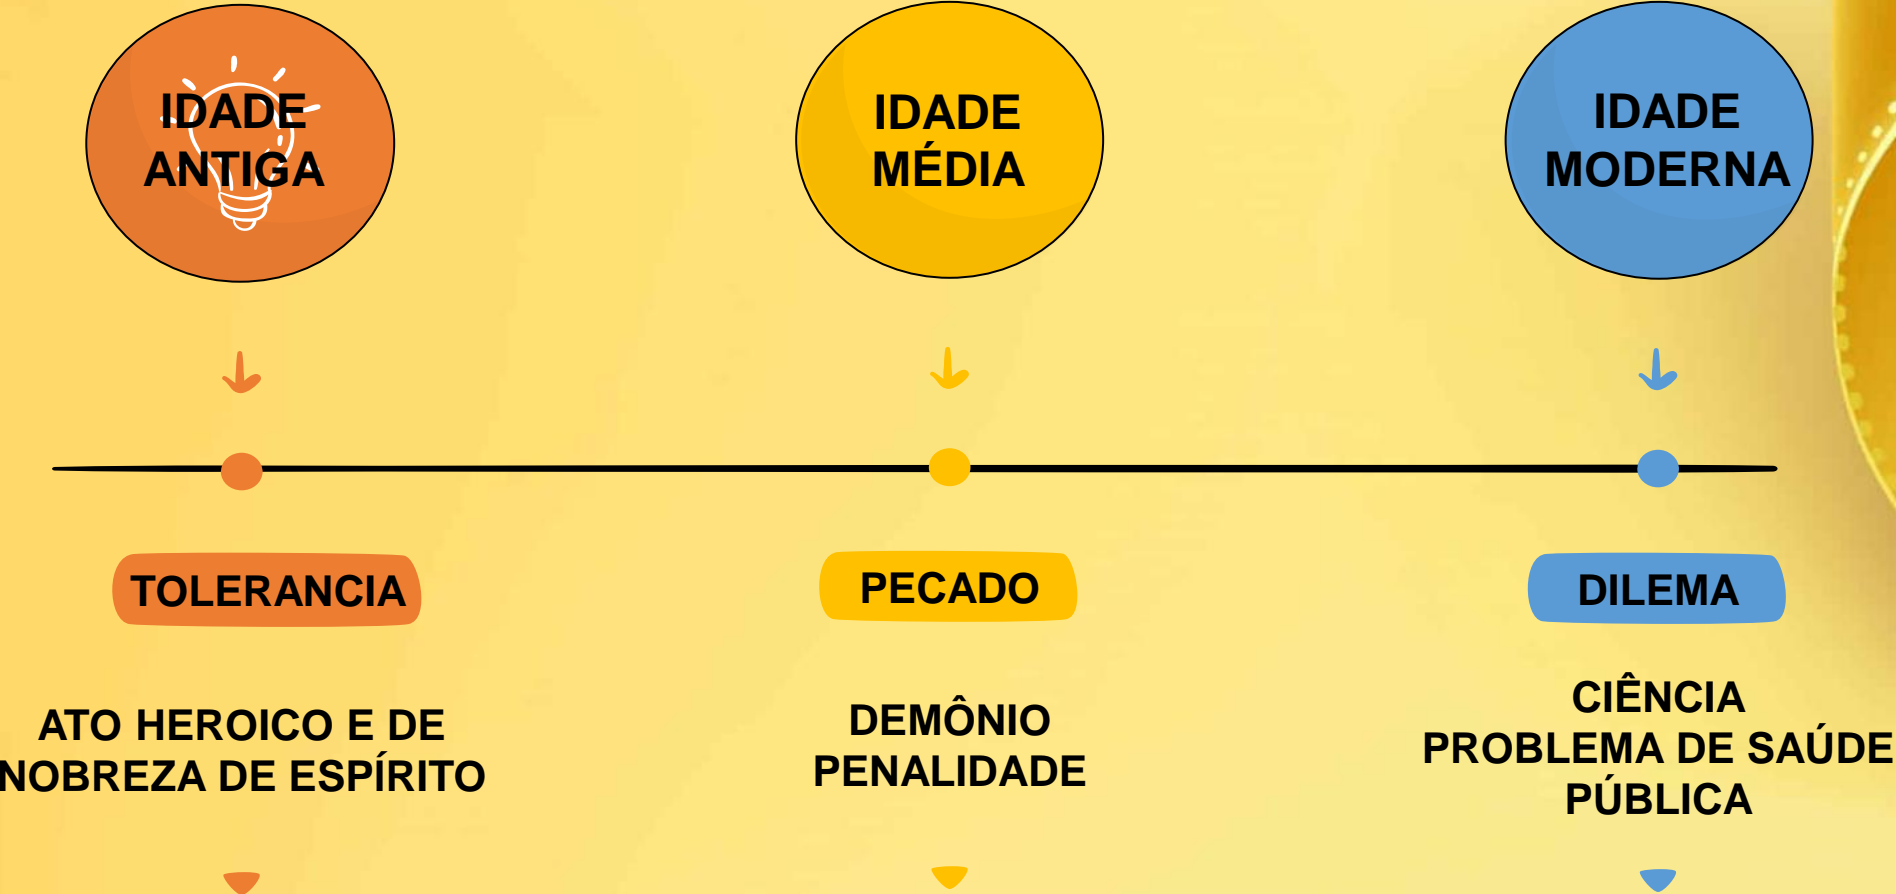 IDADE
ANTIGA
IDADE
MÉDIA
IDADE
MODERNA
TOLERANCIA
PECADO
DILEMA
ATO HEROICO E DE
NOBREZA DE ESPÍRITO
DEMÔNIO
PENALIDADE
CIÊNCIA
PROBLEMA DE SAÚDE
PÚBLICA